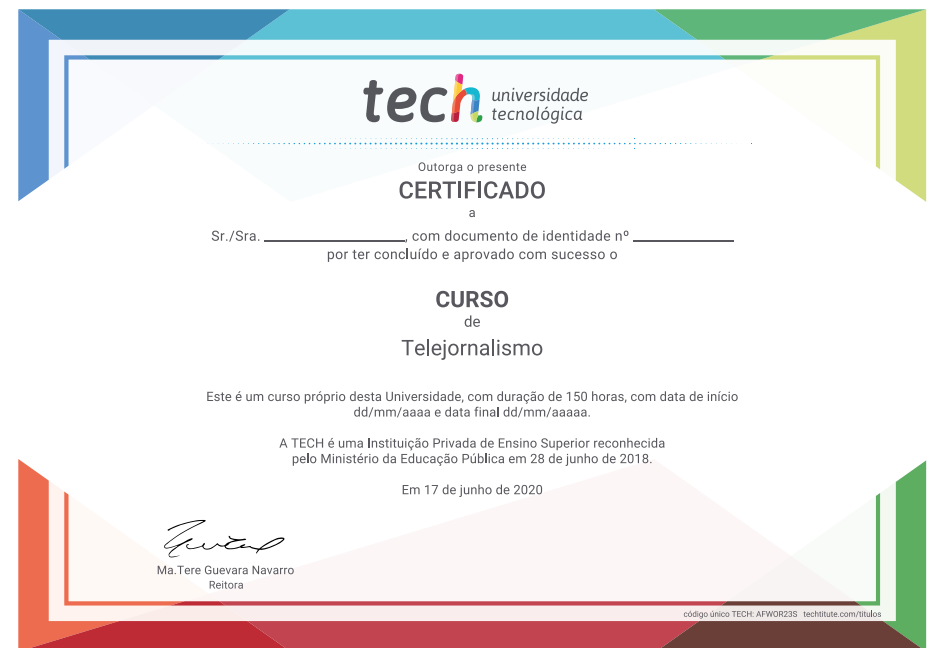 tech universidade
tecnológica
Outorga o presente
CERTIFICADO
a
Sr./Sra. ____________________, com documento de identidade nº ______________
por ter concluído e aprovado com sucesso o
CURSO
de
Telejornalismo
Este é um curso próprio desta Universidade, com duração de 150 horas, com data de início
dd/mm/aaaa e data final dd/mm/aaaaa.
A TECH é uma Instituição Privada de Ensino Superior reconhecida
pelo Ministério da Educação Pública em 28 de junho de 2018.
Em 17 de junho de 2020
Ma.Tere Guevara Navarro
Reitora
código único TECH: AFWOR23S techtitute.com/titulos